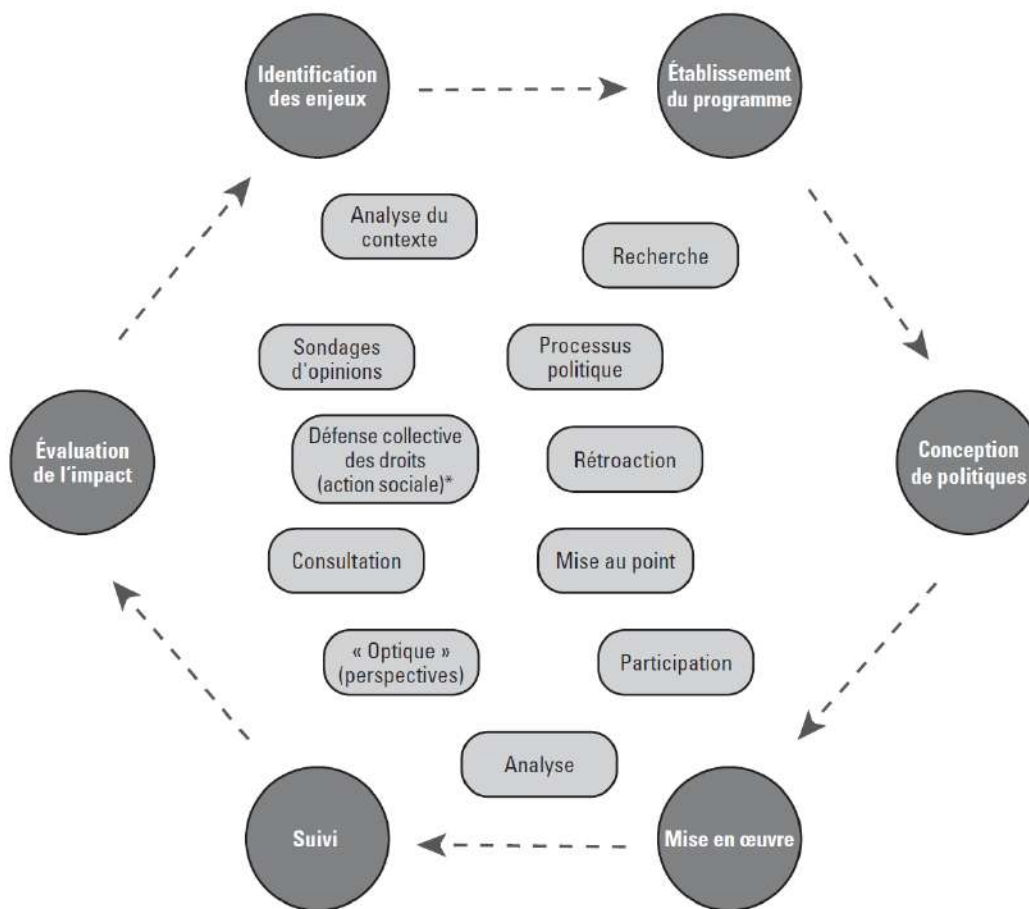 Identification
des enjeux
Établissement
du programme
Analyse du
contexte
Recherche
Sondages
d'opinions
Processus
politique
Évaluation
de l'impact
Défense collective
des droits
(action sociale)*
Rétroaction
Conception
de politiques
Consultation
Mise au point
« Optique »
(perspectives)
Participation
Analyse
Suivi
Mise en œuvre